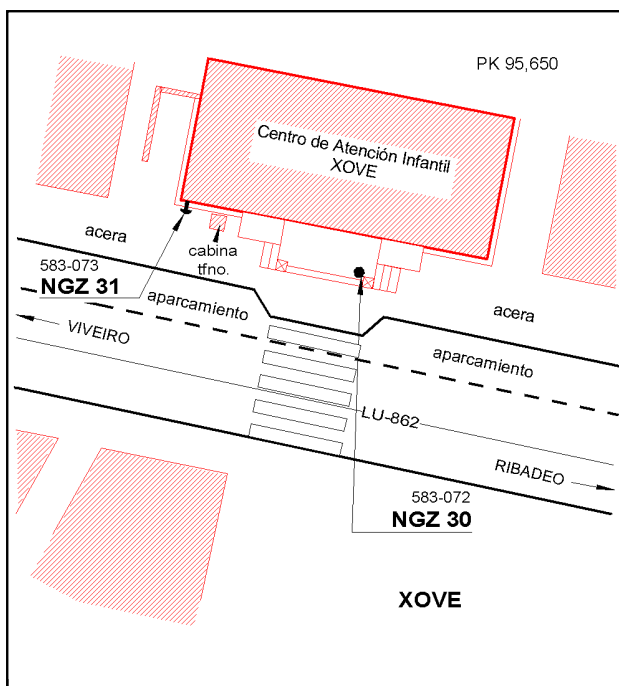 PK 95,650
Centro de Atención Infantil
XOVE
acera
cabina
tfno.
583-073
NGZ 31
aparcamiento
acera
VIVEIRO
aparcamiento
LU-862
RIBADEO
583-072
NGZ 30
XOVE